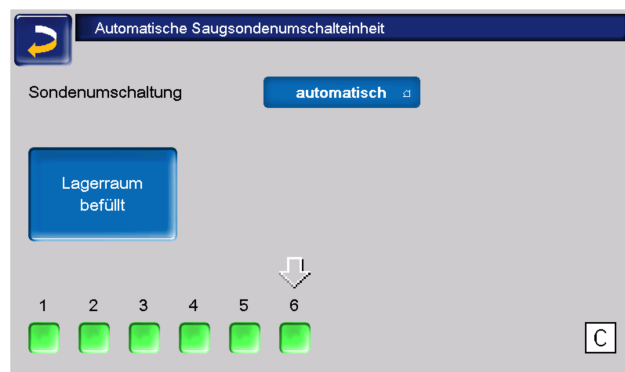 Automatische Saugsondenumschalteinheit
Sondenumschaltung automatisch
Lagerraum
befüllt
1 2 3 4 5 6
C